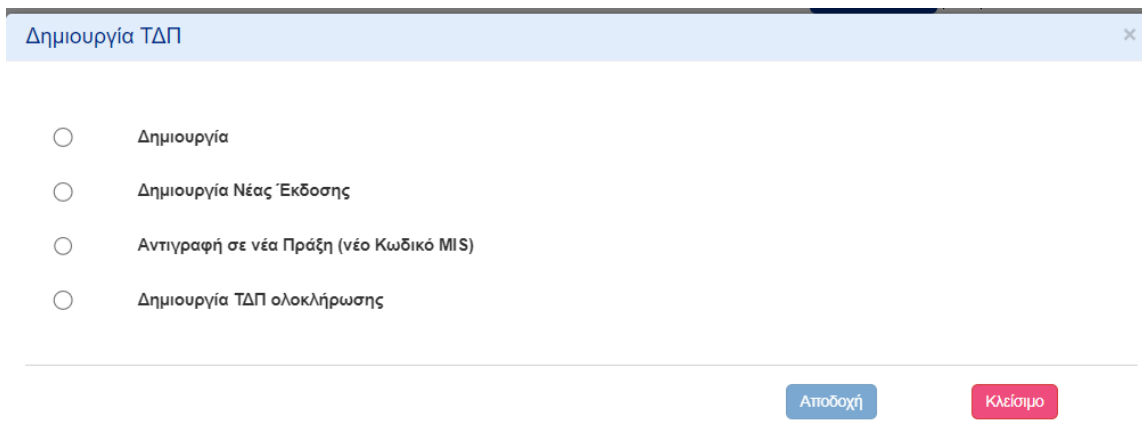 Δημιουργία ΤΔΠ
×
Δημιουργία
Δημιουργία Νέας Έκδοσης
Αντιγραφή σε νέα Πράξη (νέο Κωδικό MIS)
Δημιουργία ΤΔΠ ολοκλήρωσης
Αποδοχή Κλείσιμο